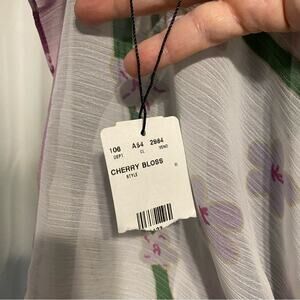 106 A54 2884
DEPT CL VEND
CHERRY BLOSS
STYLE